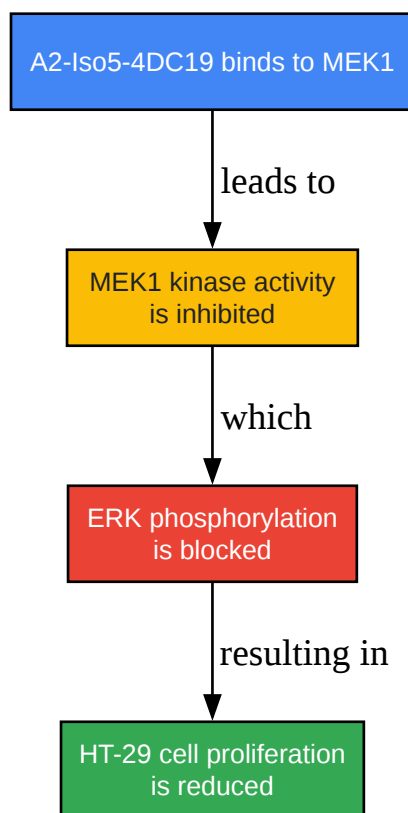 A2-Iso5-4DC19 binds to MEK1
leads to
MEK1 kinase activity
is inhibited
which
ERK phosphorylation
is blocked
resulting in
HT-29 cell proliferation
is reduced